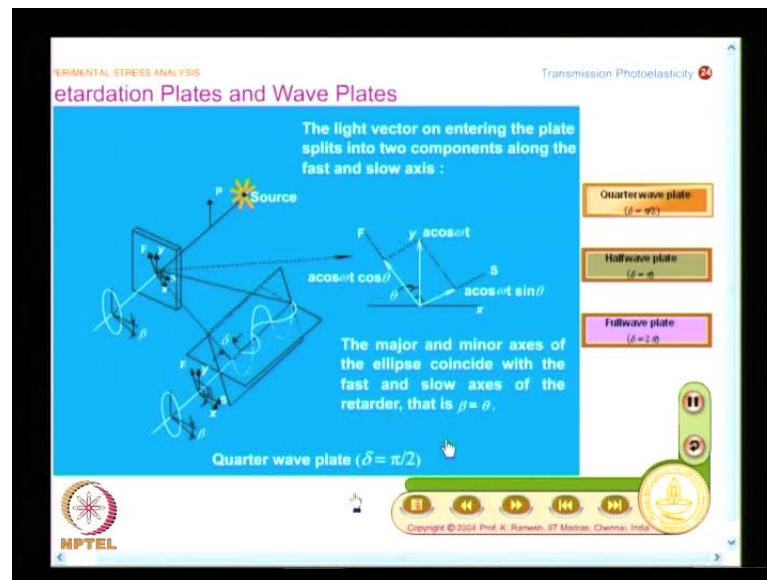 ERIMENTAL STRESS ANALYSIS
Transmission Photoelasticity 24
etardation Plates and Wave Plates
The light vector on entering the plate
splits into two components along the
fast and slow axis :
P
Source
F
y
S
x
β
F y acosωt
S
acosωt cosθ
acosωt sinθ
θ
x
δ
F
y
S
x
β
The major and minor axes of
the ellipse coincide with the
fast and slow axes of the
retarder, that is β = θ.
Quarter wave plate (δ = π/2)
Quarterwave plate
(δ = π/2)
Halfwave plate
(δ = π)
Fullwave plate
(δ = 2π)
NPTEL
Copyright © 2004 Prof. K. Ramesh, IIT Madras, Chennai, India